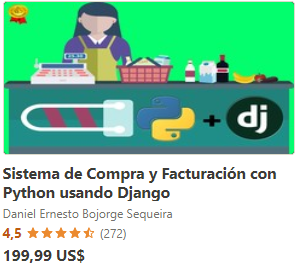 dj
Sistema de Compra y Facturación con
Python usando Django
Daniel Ernesto Bojorge Sequeira
4,5 (272)
199,99 US$